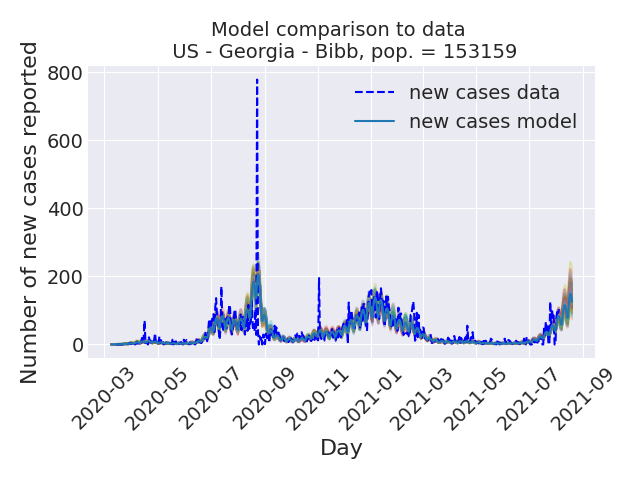 Model comparison to data
US - Georgia - Bibb, pop. = 153159
Number of new cases reported
800
600
400
200
0
new cases data
new cases model
2020-03
2020-05
2020-07
2020-09
2020-11
2021-01
2021-03
2021-05
2021-07
2021-09
Day